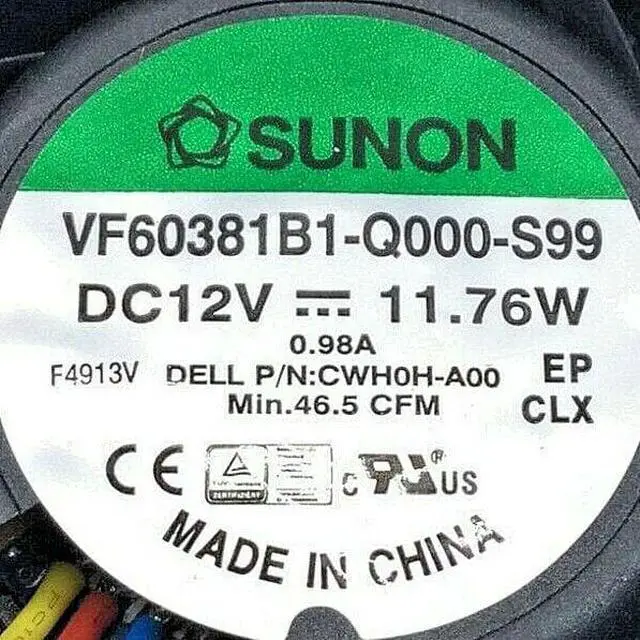 SUNON
VF60381B1-Q000-S99
DC12V ⎓ 11.76W
0.98A
F4913V DELL P/N:CWH0H-A00 EP
Min.46.5 CFM CLX
CE c RU® US
MADE IN CHINA